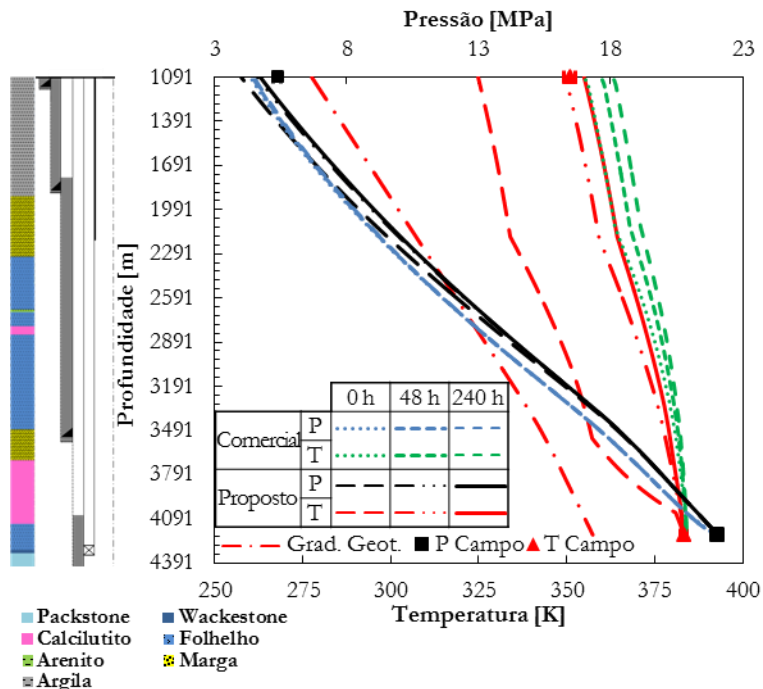 Pressão [MPa]
3 8 13 18 23
1091
1391
1691
1991
2291
2591
2891
3191
3491
3791
4091
4391
Profundidade [m]
0 h 48 h 240 h
Comercial P
T
Proposto P
T
Grad. Geot. P Campo T Campo
250 275 300 325 350 375 400
Temperatura [K]
Packstone Wackestone
Calcilutito Folhelho
Arenito Marga
Argila